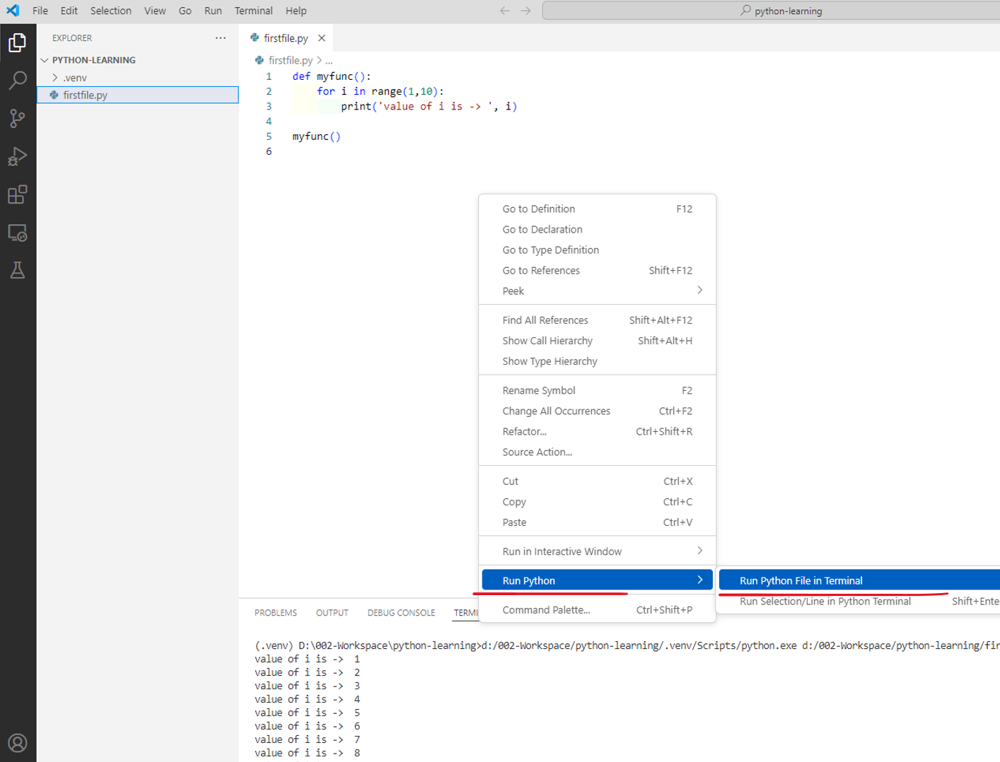 File Edit Selection View Go Run Terminal Help
python-learning
EXPLORER
PYTHON-LEARNING
.venv
firstfile.py
firstfile.py
firstfile.py > ...
1 def myfunc():
2 for i in range(1,10):
3 print('value of i is -> ', i)
4
5 myfunc()
6
Go to Definition F12
Go to Declaration
Go to Type Definition
Go to References Shift+F12
Peek
Find All References Shift+Alt+F12
Show Call Hierarchy Shift+Alt+H
Show Type Hierarchy
Rename Symbol F2
Change All Occurrences Ctrl+F2
Refactor... Ctrl+Shift+R
Source Action...
Cut Ctrl+X
Copy Ctrl+C
Paste Ctrl+V
Run in Interactive Window
Run Python
Command Palette... Ctrl+Shift+P
Run Python File in Terminal
Run Selection/Line in Python Terminal Shift+Ente
PROBLEMS OUTPUT DEBUG CONSOLE TERMI
(.venv) D:\002-Workspace\python-learning>d:/002-Workspace/python-learning/.venv/Scripts/python.exe d:/002-Workspace/python-learning/fir
value of i is -> 1
value of i is -> 2
value of i is -> 3
value of i is -> 4
value of i is -> 5
value of i is -> 6
value of i is -> 7
value of i is -> 8